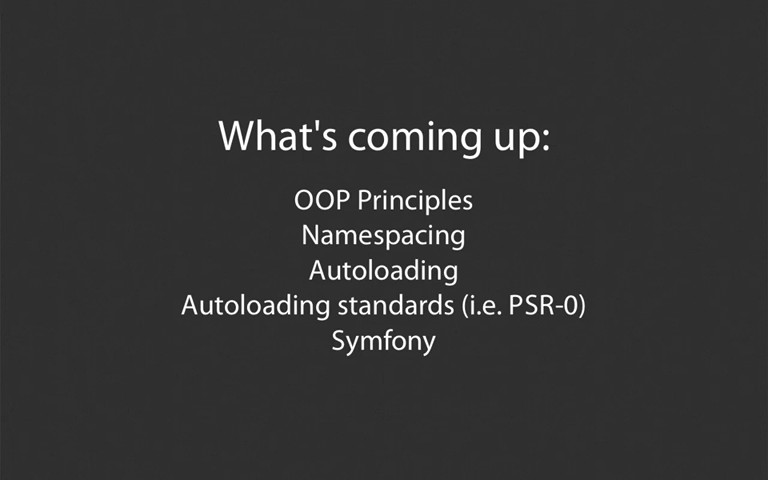 What's coming up:
OOP Principles
Namespacing
Autoloading
Autoloading standards (i.e. PSR-0)
Symfony